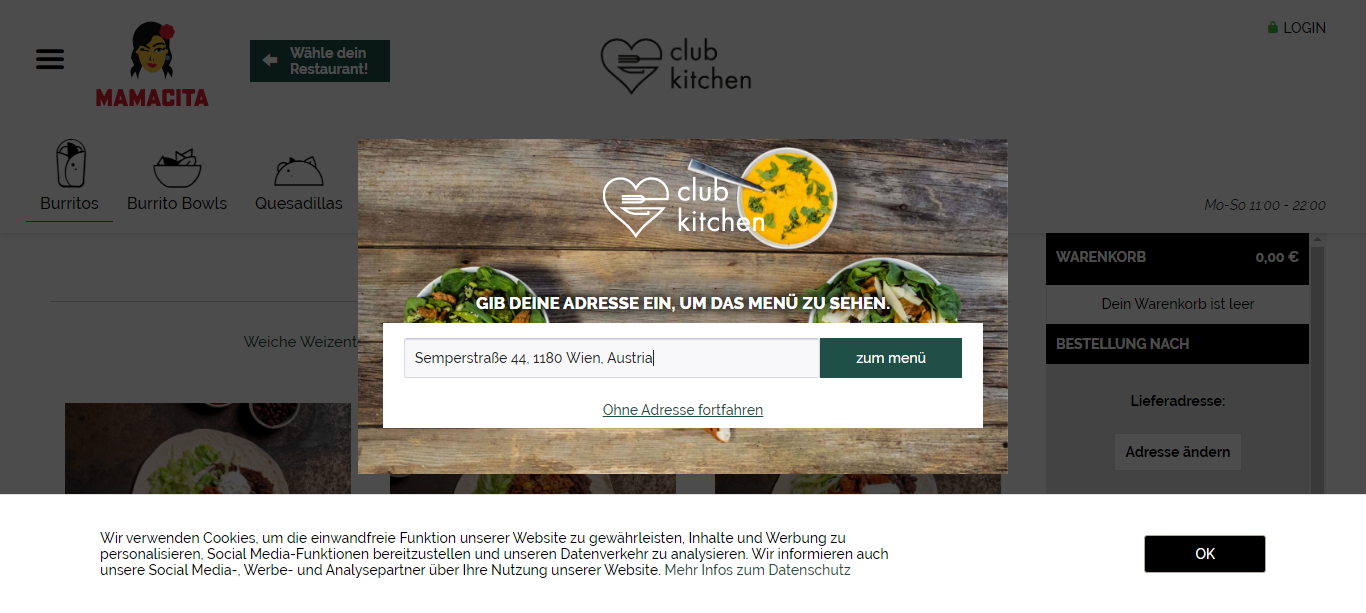 LOGIN
Wähle dein
Restaurant!
club
kitchen
MAMACITA
Burritos
Burrito Bowls
Quesadillas
Mo-So 11:00 - 22:00
club
kitchen
GIB DEINE ADRESSE EIN, UM DAS MENÜ ZU SEHEN.
Semperstraße 44, 1180 Wien, Austria
zum menü
Ohne Adresse fortfahren
Weiche Weizent
WARENKORB 0,00 €
Dein Warenkorb ist leer
BESTELLUNG NACH
Lieferadresse:
Adresse ändern
Wir verwenden Cookies, um die einwandfreie Funktion unserer Website zu gewährleisten, Inhalte und Werbung zu
personalisieren, Social Media-Funktionen bereitzustellen und unseren Datenverkehr zu analysieren. Wir informieren auch
unsere Social Media-, Werbe- und Analysepartner über Ihre Nutzung unserer Website. Mehr Infos zum Datenschutz
OK